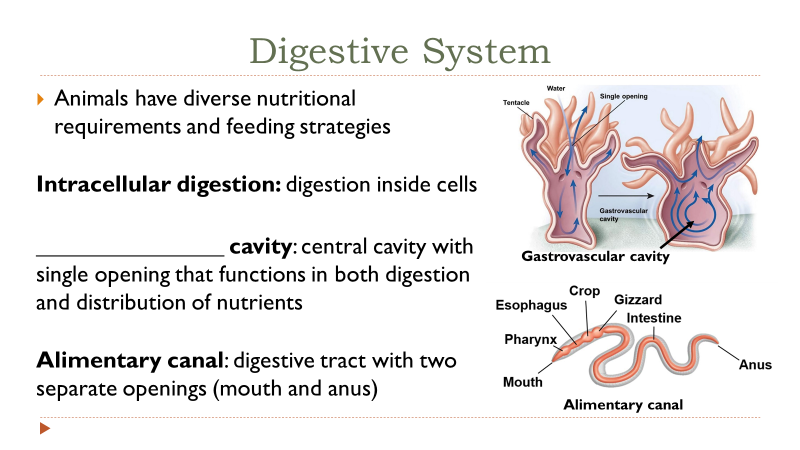 Digestive System
Animals have diverse nutritional
requirements and feeding strategies
Intracellular digestion: digestion inside cells
________________ cavity: central cavity with
single opening that functions in both digestion
and distribution of nutrients
Alimentary canal: digestive tract with two
separate openings (mouth and anus)
Water
Single opening
Tentacle
Gastrovascular
cavity
Gastrovascular cavity
Crop
Esophagus
Gizzard
Intestine
Pharynx
Anus
Mouth
Alimentary canal